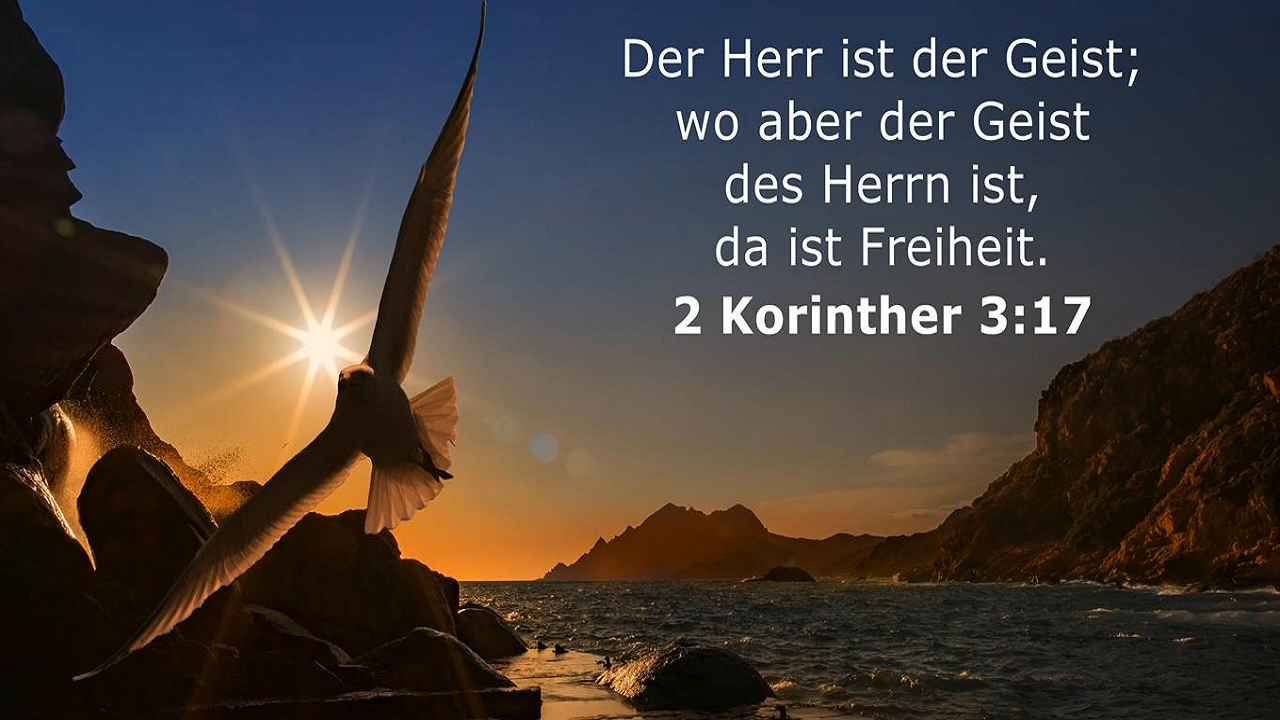 Der Herr ist der Geist;
wo aber der Geist
des Herrn ist,
da ist Freiheit.
2 Korinther 3:17